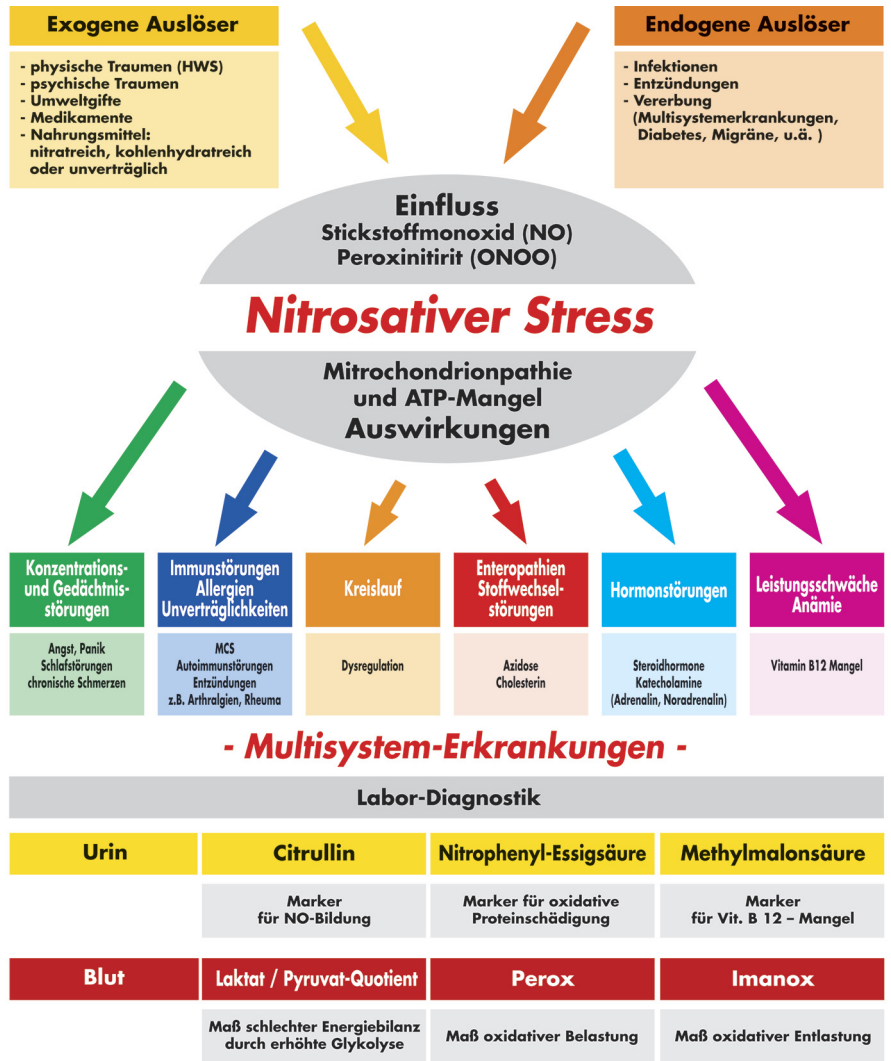 Exogene Auslöser
- physische Traumen (HWS)
- psychische Traumen
- Umweltgifte
- Medikamente
- Nahrungsmittel:
nitratreich, kohlenhydratreich
oder unverträglich
Endogene Auslöser
- Infektionen
- Entzündungen
- Vererbung
(Multisystemerkrankungen,
Diabetes, Migräne, u.ä. )
Einfluss
Stickstoffmonoxid (NO)
Peroxinitirit (ONOO)
Nitrosativer Stress
Mitrochondrionpathie
und ATP-Mangel
Auswirkungen
Konzentrations-
und Gedächtnis-
störungen
Angst, Panik
Schlafstörungen
chronische Schmerzen
Immunstörungen
Allergien
Unverträglichkeiten
MCS
Autoimmunstörungen
Entzündungen
z.B. Arthralgien, Rheuma
Kreislauf
Dysregulation
Enteropathien
Stoffwechsel-
störungen
Azidose
Cholesterin
Hormonstörungen
Steroidhormone
Katecholamine
(Adrenalin, Noradrenalin)
Leistungsschwäche
Anämie
Vitamin B12 Mangel
- Multisystem-Erkrankungen -
Labor-Diagnostik
Urin
Citrullin
Nitrophenyl-Essigsäure
Methylmalonsäure
Marker
für NO-Bildung
Marker für oxidative
Proteinschädigung
Marker
für Vit. B 12 – Mangel
Blut
Laktat / Pyruvat-Quotient
Perox
Imanox
Maß schlechter Energiebilanz
durch erhöhte Glykolyse
Maß oxidativer Belastung
Maß oxidativer Entlastung